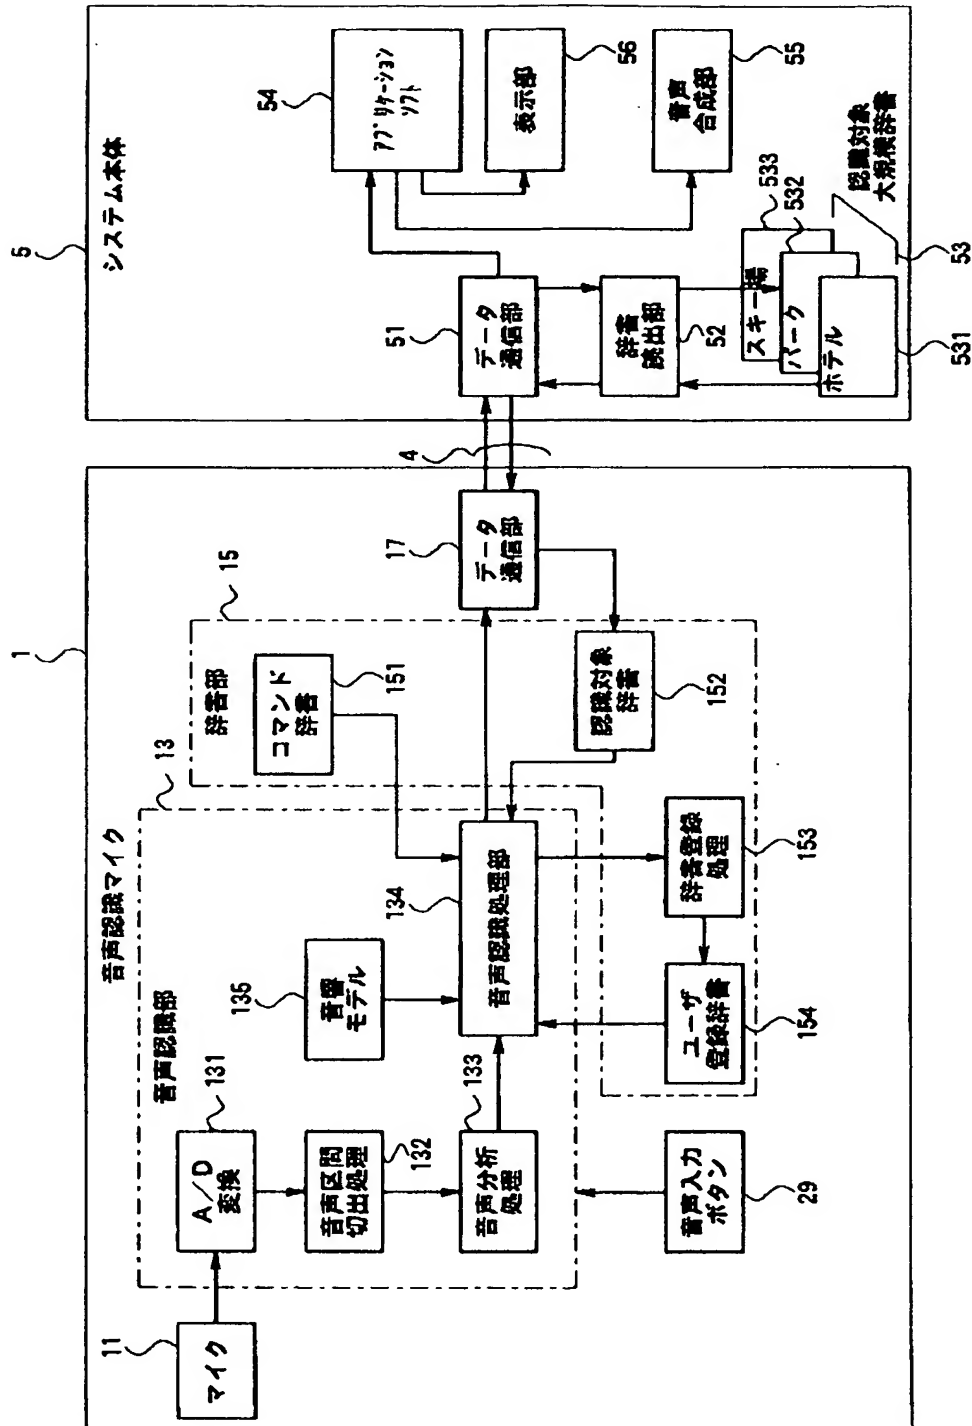 1
音声認識マイク
11
マイク
音声認識部
13
131
A/D
変換
音声区間
切出処理
132
133
音声分析
処理
135
音響
モデル
134
音声認識処理部
音声入力
ボタン
29
辞書部
15
コマンド
辞書
151
認識対象
辞書
152
辞書登録
処理
153
ユーザ
登録辞書
154
17
データ
通信部
4
5
システム本体
51
データ
通信部
辞書
読出部
52
54
アプリケーション
ソフト
表示部
56
音声
合成部
55
スキー場
533
パーク
532
ホテル
531
認識対象
大規模辞書
53